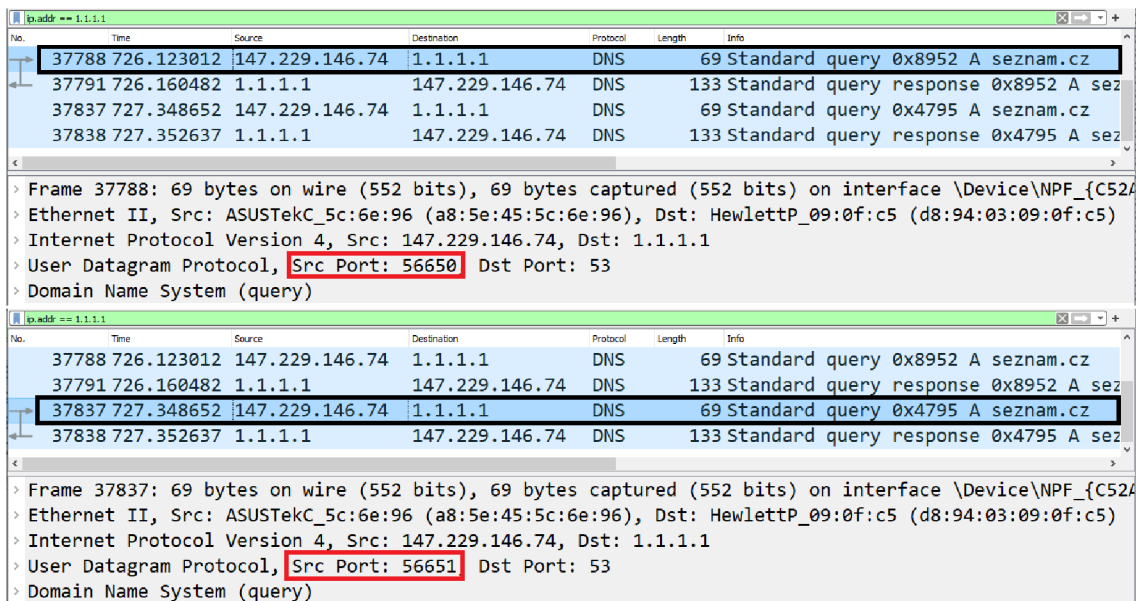 ip.addr == 1.1.1.1
No. Time Source Destination Protocol Length Info
37788 726.123012 147.229.146.74 1.1.1.1 DNS 69 Standard query 0x8952 A seznam.cz
37791 726.160482 1.1.1.1 147.229.146.74 DNS 133 Standard query response 0x8952 A sez
37837 727.348652 147.229.146.74 1.1.1.1 DNS 69 Standard query 0x4795 A seznam.cz
37838 727.352637 1.1.1.1 147.229.146.74 DNS 133 Standard query response 0x4795 A sez
> Frame 37788: 69 bytes on wire (552 bits), 69 bytes captured (552 bits) on interface \Device\NPF_{C52A
> Ethernet II, Src: ASUSTekC_5c:6e:96 (a8:5e:45:5c:6e:96), Dst: HewlettP_09:0f:c5 (d8:94:03:09:0f:c5)
> Internet Protocol Version 4, Src: 147.229.146.74, Dst: 1.1.1.1
> User Datagram Protocol, Src Port: 56650, Dst Port: 53
> Domain Name System (query)
ip.addr == 1.1.1.1
No. Time Source Destination Protocol Length Info
37788 726.123012 147.229.146.74 1.1.1.1 DNS 69 Standard query 0x8952 A seznam.cz
37791 726.160482 1.1.1.1 147.229.146.74 DNS 133 Standard query response 0x8952 A sez
37837 727.348652 147.229.146.74 1.1.1.1 DNS 69 Standard query 0x4795 A seznam.cz
37838 727.352637 1.1.1.1 147.229.146.74 DNS 133 Standard query response 0x4795 A sez
> Frame 37837: 69 bytes on wire (552 bits), 69 bytes captured (552 bits) on interface \Device\NPF_{C52A
> Ethernet II, Src: ASUSTekC_5c:6e:96 (a8:5e:45:5c:6e:96), Dst: HewlettP_09:0f:c5 (d8:94:03:09:0f:c5)
> Internet Protocol Version 4, Src: 147.229.146.74, Dst: 1.1.1.1
> User Datagram Protocol, Src Port: 56651, Dst Port: 53
> Domain Name System (query)